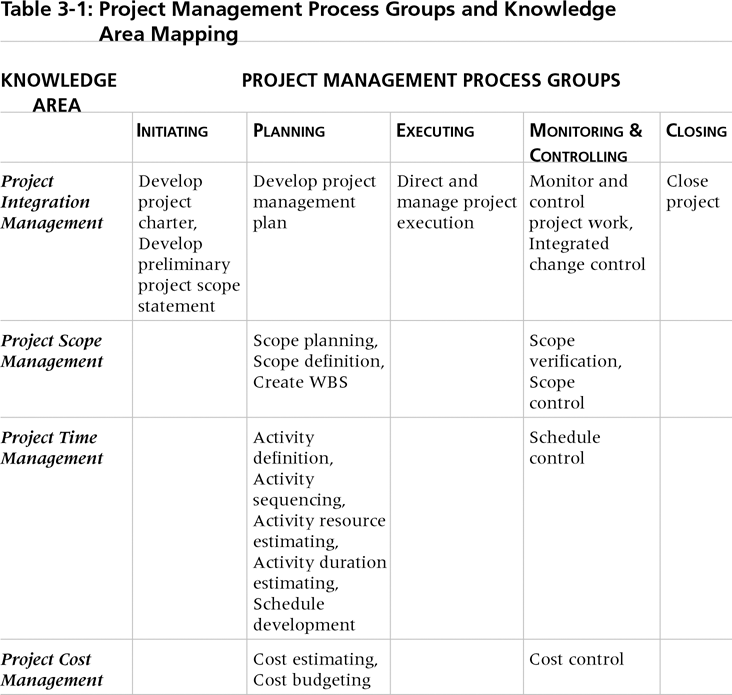 Table 3-1: Project Management Process Groups and Knowledge
Area Mapping
KNOWLEDGE
AREA
PROJECT MANAGEMENT PROCESS GROUPS
INITIATING
PLANNING
EXECUTING
MONITORING &
CONTROLLING
CLOSING
Project
Integration
Management
Develop
project
charter,
Develop
preliminary
project scope
statement
Develop project
management
plan
Direct and
manage project
execution
Monitor and
control
project work,
Integrated
change control
Close
project
Project Scope
Management
Scope planning,
Scope definition,
Create WBS
Scope
verification,
Scope
control
Project Time
Management
Activity
definition,
Activity
sequencing,
Activity resource
estimating,
Activity duration
estimating,
Schedule
development
Schedule
control
Project Cost
Management
Cost estimating,
Cost budgeting
Cost control